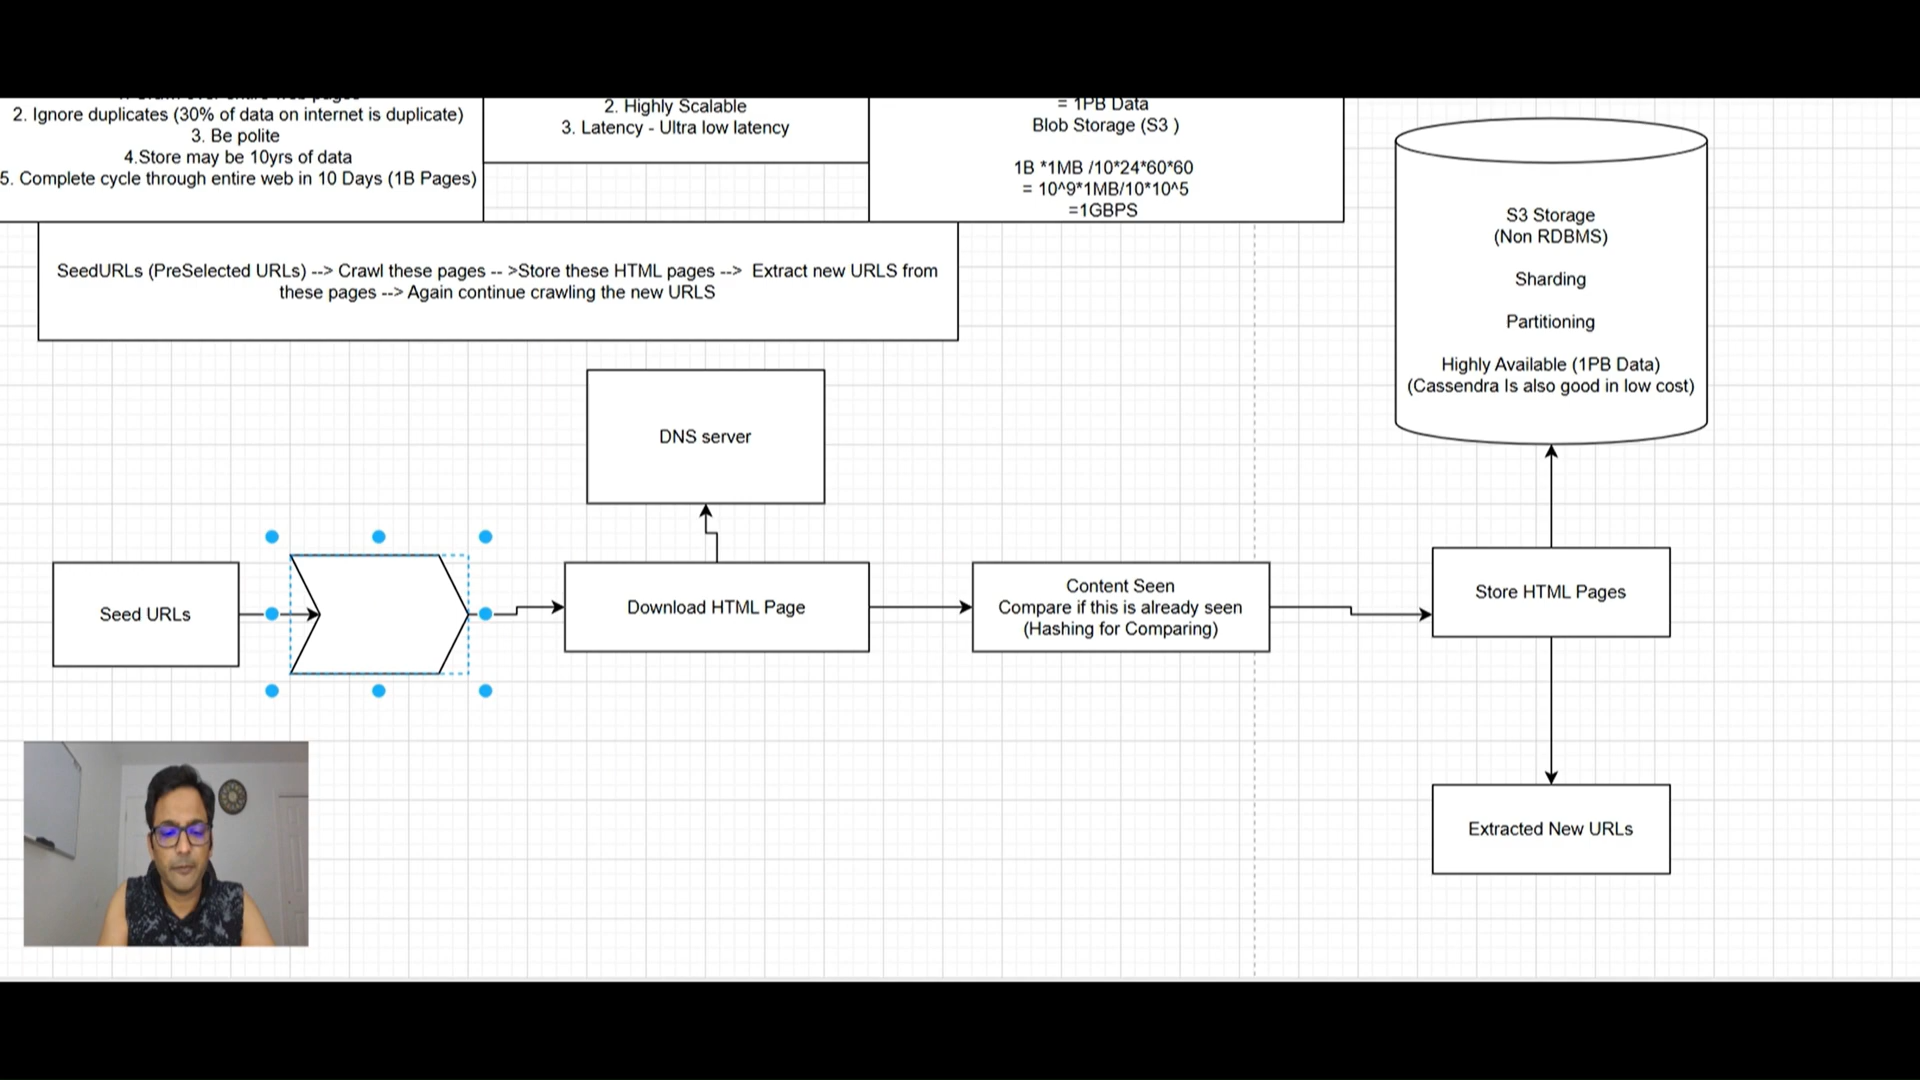 2. Ignore duplicates (30% of data on internet is duplicate)
3. Be polite
4.Store may be 10yrs of data
5. Complete cycle through entire web in 10 Days (1B Pages)
2. Highly Scalable
3. Latency - Ultra low latency
= 1PB Data
Blob Storage (S3 )
1B *1MB /10*24*60*60
= 10^9*1MB/10*10^5
=1GBPS
SeedURLs (PreSelected URLs) --> Crawl these pages -- >Store these HTML pages --> Extract new URLS from
these pages --> Again continue crawling the new URLS
S3 Storage
(Non RDBMS)
Sharding
Partitioning
Highly Available (1PB Data)
(Cassendra Is also good in low cost)
DNS server
Seed URLs
Download HTML Page
Content Seen
Compare if this is already seen
(Hashing for Comparing)
Store HTML Pages
Extracted New URLs